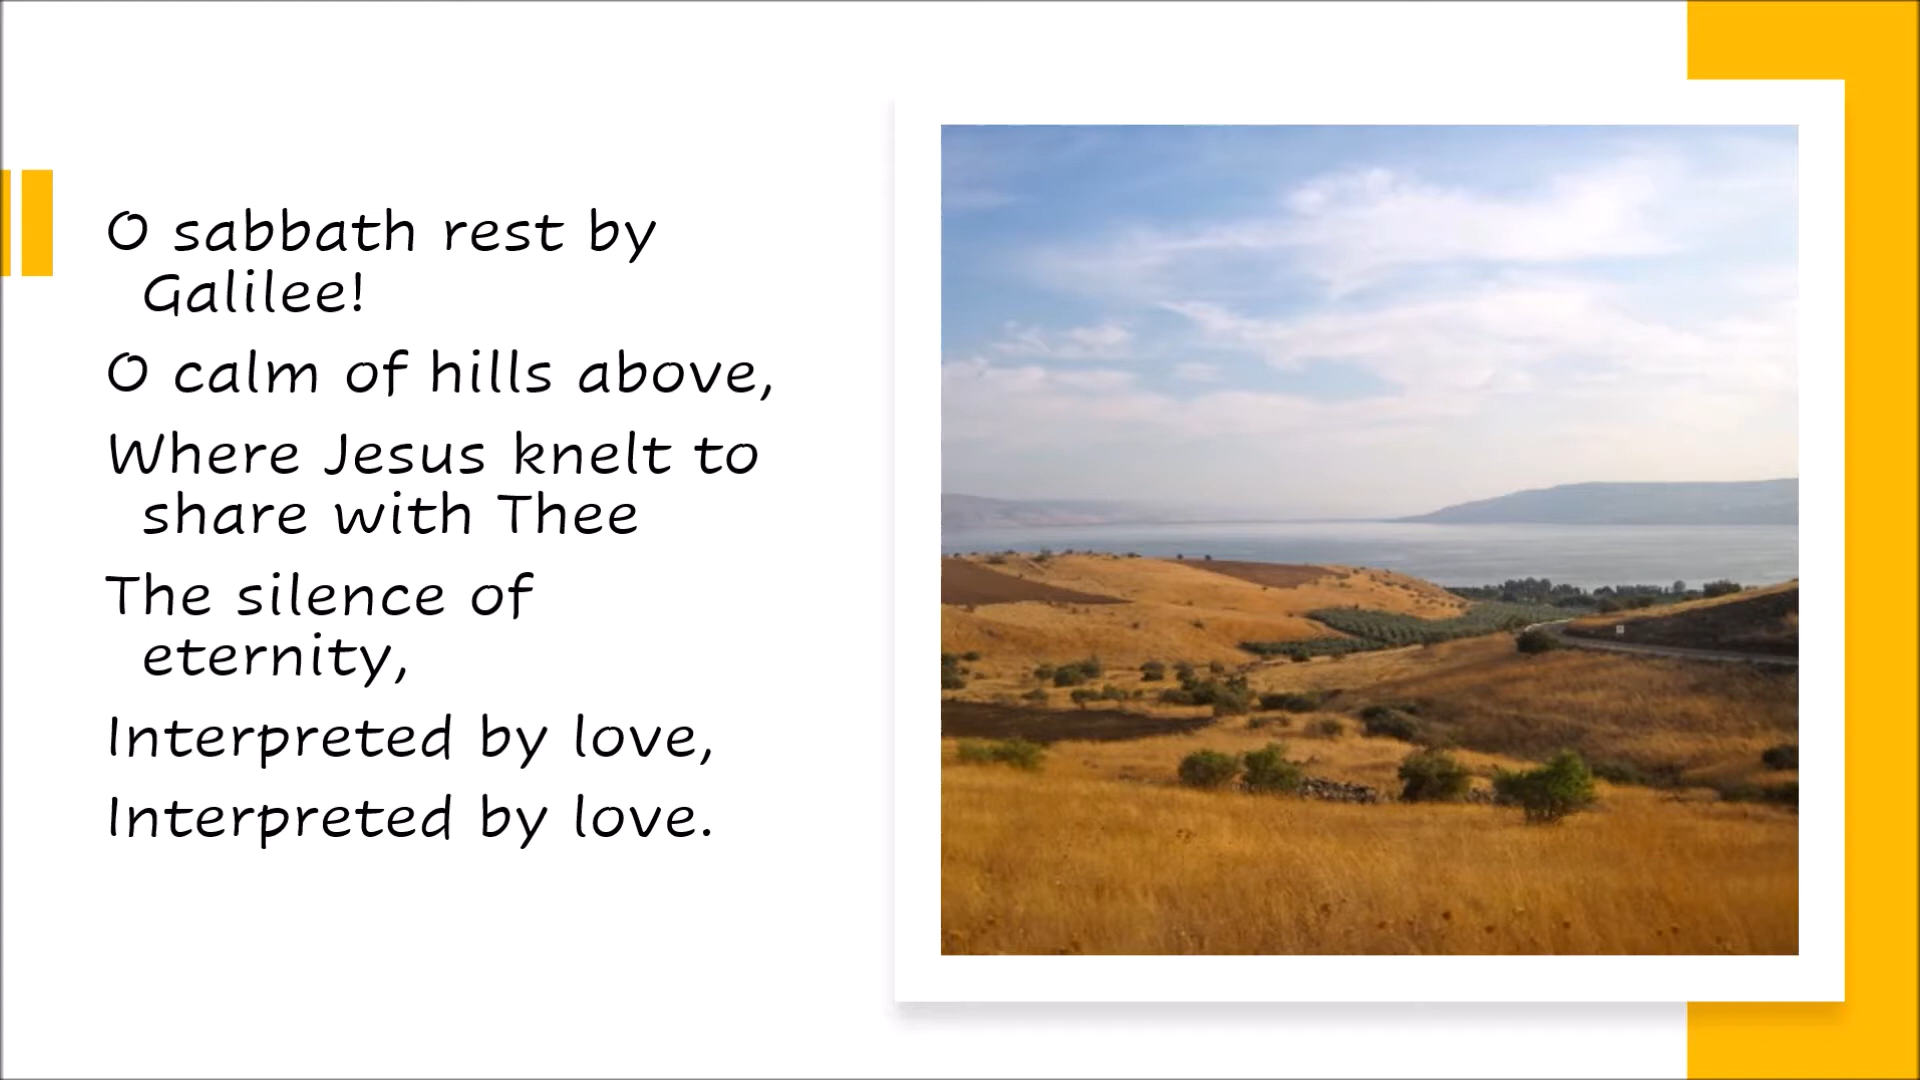 O sabbath rest by
Galilee!
O calm of hills above,
Where Jesus knelt to
share with Thee
The silence of
eternity,
Interpreted by love,
Interpreted by love.